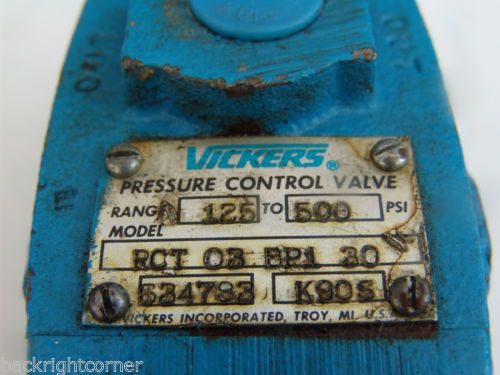 VICKERS®
PRESSURE CONTROL VALVE
RANGE 125 TO 500 PSI
MODEL
RCT 03 BP1 30
534783 K90S
VICKERS INCORPORATED, TROY, MI, U.S.A.
backrightcorner